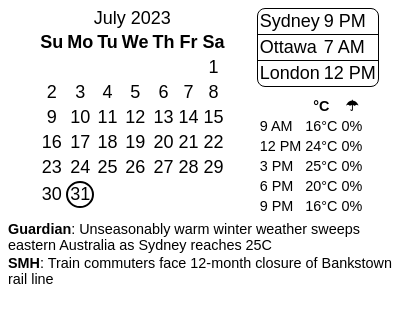 July 2023
Su Mo Tu We Th Fr Sa
1
2 3 4 5 6 7 8
9 10 11 12 13 14 15
16 17 18 19 20 21 22
23 24 25 26 27 28 29
30 31
Sydney 9 PM
Ottawa 7 AM
London 12 PM
°C ☂
9 AM 16°C 0%
12 PM 24°C 0%
3 PM 25°C 0%
6 PM 20°C 0%
9 PM 16°C 0%
Guardian: Unseasonably warm winter weather sweeps
eastern Australia as Sydney reaches 25C
SMH: Train commuters face 12-month closure of Bankstown
rail line